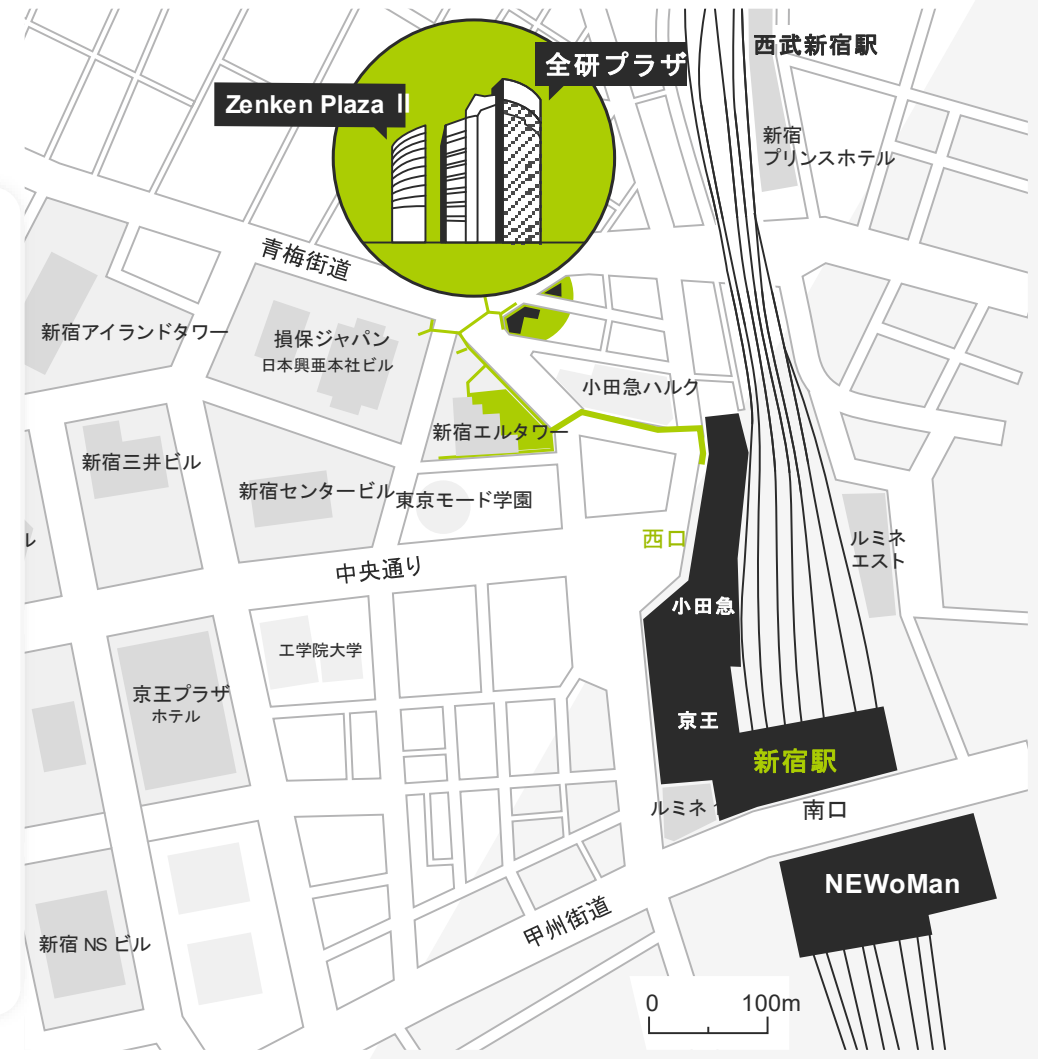 西武新宿駅
全研プラザ
Zenken Plaza Ⅱ
新宿
プリンスホテル
青梅街道
新宿アイランドタワー
損保ジャパン
日本興亜本社ビル
小田急ハルク
新宿エルタワー
新宿三井ビル
新宿センタービル
東京モード学園
ル
西口
ルミネ
エスト
中央通り
小田急
工学院大学
京王プラザ
ホテル
京王
新宿駅
ルミネ
南口
NEWoMan
甲州街道
新宿 NS ビル
0
100m